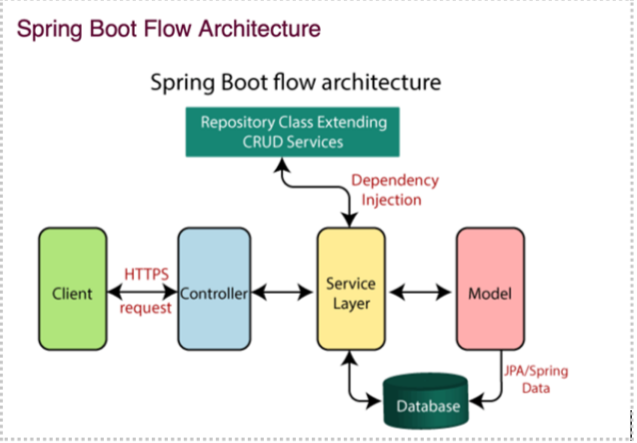 Spring Boot Flow Architecture
Spring Boot flow architecture
Repository Class Extending
CRUD Services
Dependency
Injection
Client
HTTPS
request
Controller
Service
Layer
Model
JPA/Spring
Data
Database